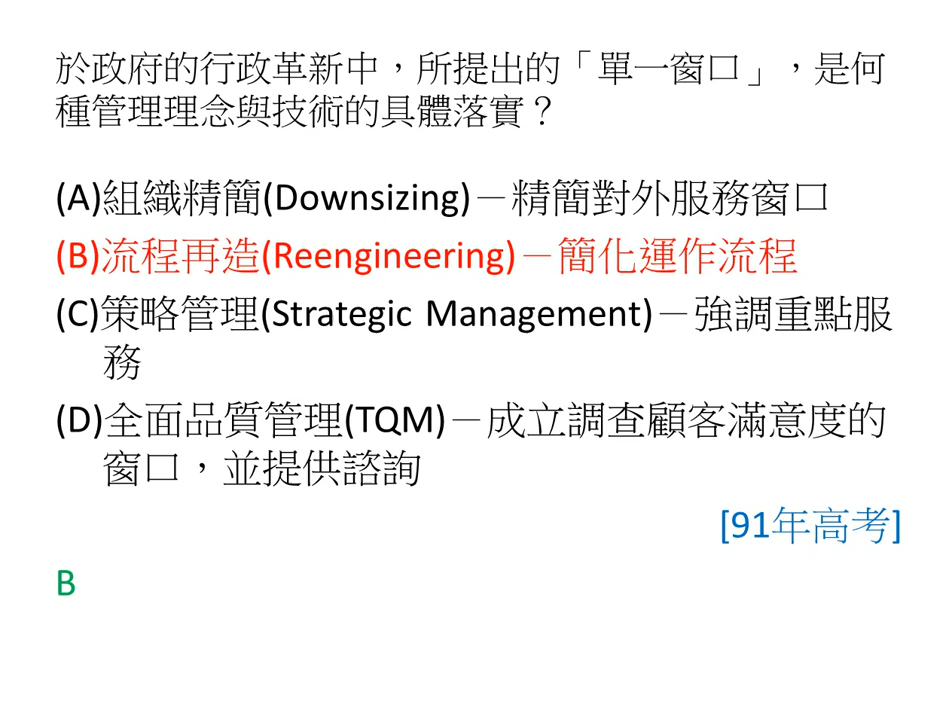 於政府的行政革新中，所提出的「單一窗口」，是何
種管理理念與技術的具體落實？
(A)組織精簡(Downsizing)－精簡對外服務窗口
(B)流程再造(Reengineering)－簡化運作流程
(C)策略管理(Strategic Management)－強調重點服
務
(D)全面品質管理(TQM)－成立調查顧客滿意度的
窗口，並提供諮詢
[91年高考]
B